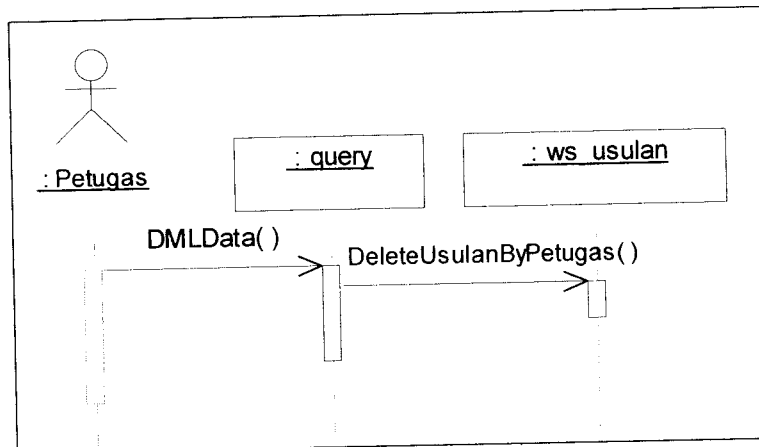 : Petugas
: query
: ws_usulan
DMLData( )
DeleteUsulanByPetugas( )